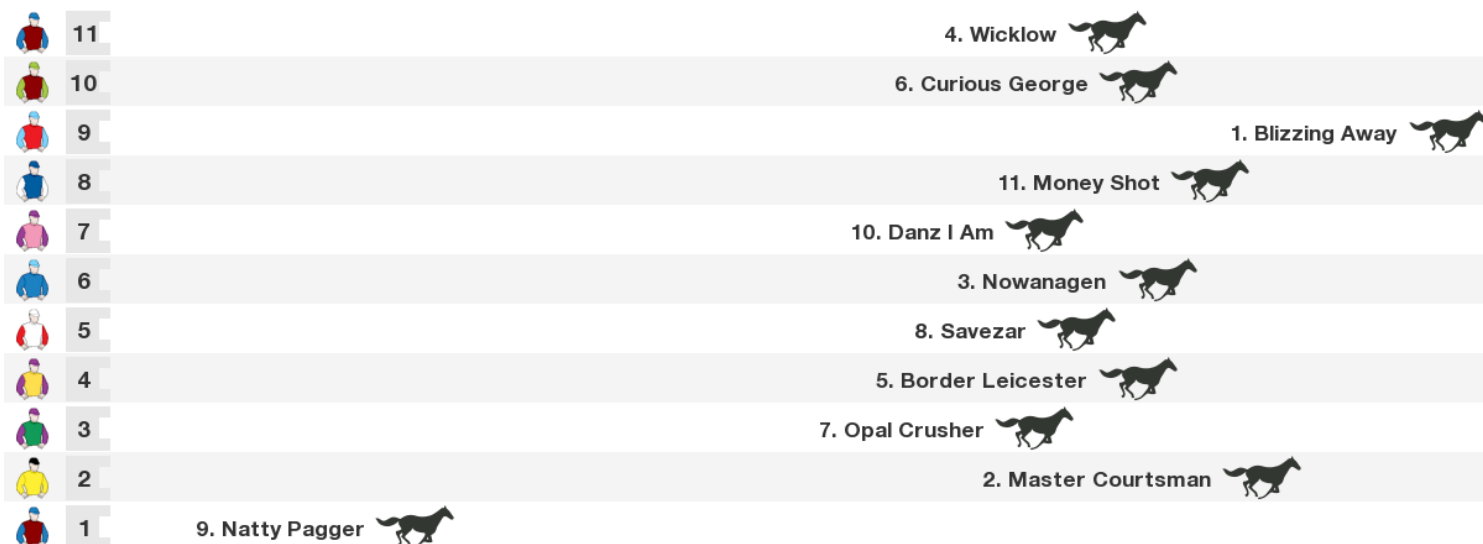 11 4. Wicklow
10 6. Curious George
9 1. Blizzing Away
8 11. Money Shot
7 10. Danz I Am
6 3. Nowanagen
5 8. Savezar
4 5. Border Leicester
3 7. Opal Crusher
2 2. Master Courtsman
1 9. Natty Pagger